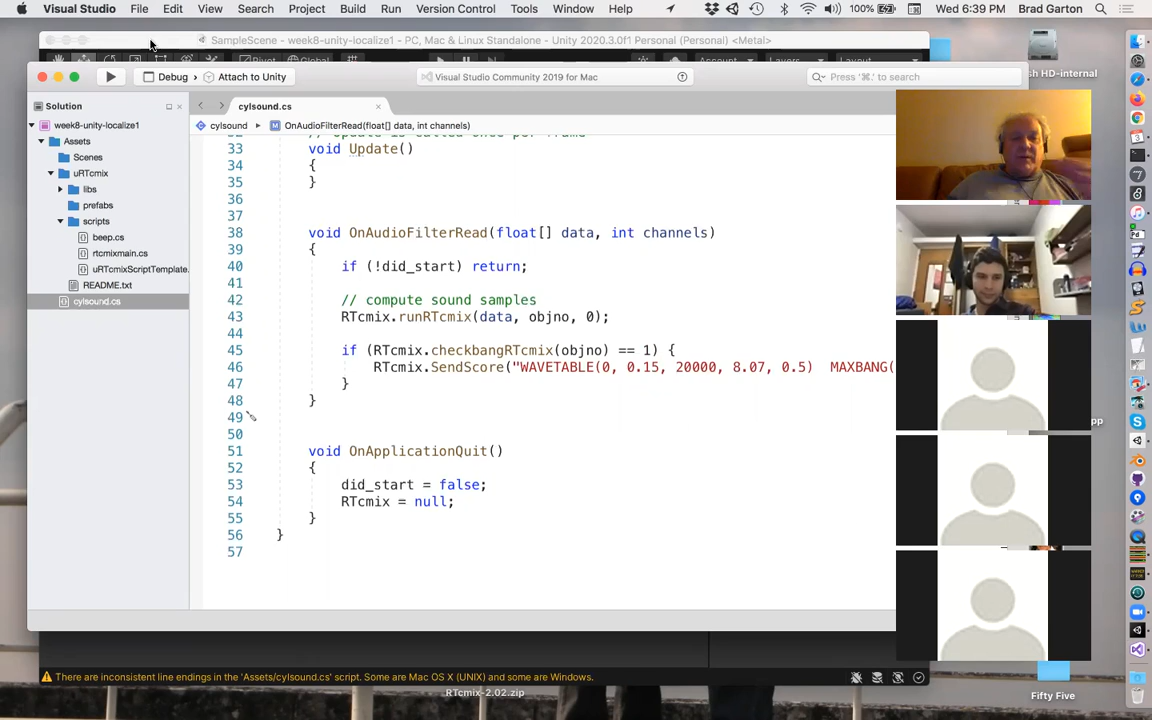 Visual Studio File Edit View Search Project Build Run Version Control Tools Window Help 100% Wed 6:39 PM Brad Garton
SampleScene - week8-unity-localize1 - PC, Mac & Linux Standalone - Unity 2020.3.0f1 Personal (Personal) <Metal>
Debug › Attach to Unity
Visual Studio Community 2019 for Mac
Press '⌘.' to search
Solution
cylsound.cs
cylsound
OnAudioFilterRead(float[] data, int channels)
week8-unity-localize1
Assets
Scenes
uRTcmix
libs
prefabs
scripts
beep.cs
rtcmixmain.cs
uRTcmixScriptTemplate.
README.txt
cylsound.cs
33 void Update()
34 {
35 }
36
37
38 void OnAudioFilterRead(float[] data, int channels)
39 {
40 if (!did_start) return;
41
42 // compute sound samples
43 RTcmix.runRTcmix(data, objno, 0);
44
45 if (RTcmix.checkbangRTcmix(objno) == 1) {
46 RTcmix.SendScore("WAVETABLE(0, 0.15, 20000, 8.07, 0.5) MAXBANG(
47 }
48 }
49
50
51 void OnApplicationQuit()
52 {
53 did_start = false;
54 RTcmix = null;
55 }
56 }
57
There are inconsistent line endings in the 'Assets/cylsound.cs' script. Some are Mac OS X (UNIX) and some are Windows.
RTcmix-2.02.zip
sh HD-internal
pp
Fifty Five